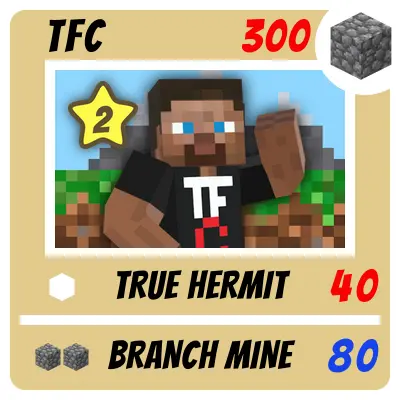 TFC 300
2
TF
C
TRUE HERMIT 40
BRANCH MINE 80